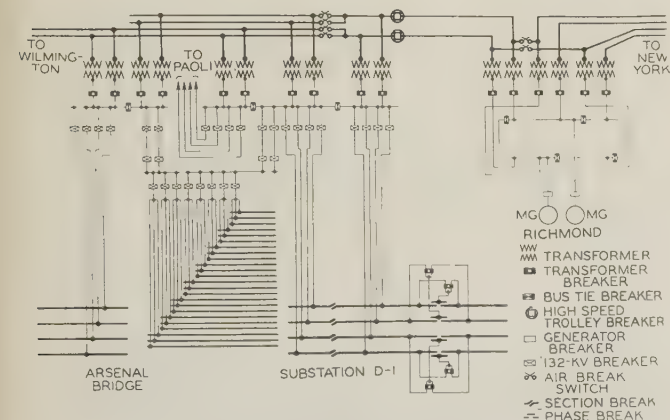 TO
WILMING-
TON
TO
PAOLI
TO
NEW
YORK
MG
MG
RICHMOND
TRANSFORMER
TRANSFORMER
BREAKER
BUS TIE BREAKER
HIGH SPEED
TROLLEY BREAKER
GENERATOR
BREAKER
132-KV BREAKER
AIR BREAK
SWITCH
SECTION BREAK
PHASE BREAK
ARSENAL
BRIDGE
SUBSTATION D-1